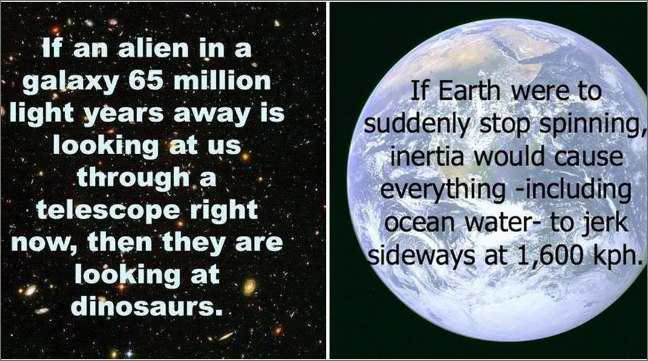 If an alien in a
galaxy 65 million
light years away is
looking at us
through a
telescope right
now, then they are
looking at
dinosaurs.
If Earth were to
suddenly stop spinning,
inertia would cause
everything -including
ocean water- to jerk
sideways at 1,600 kph.